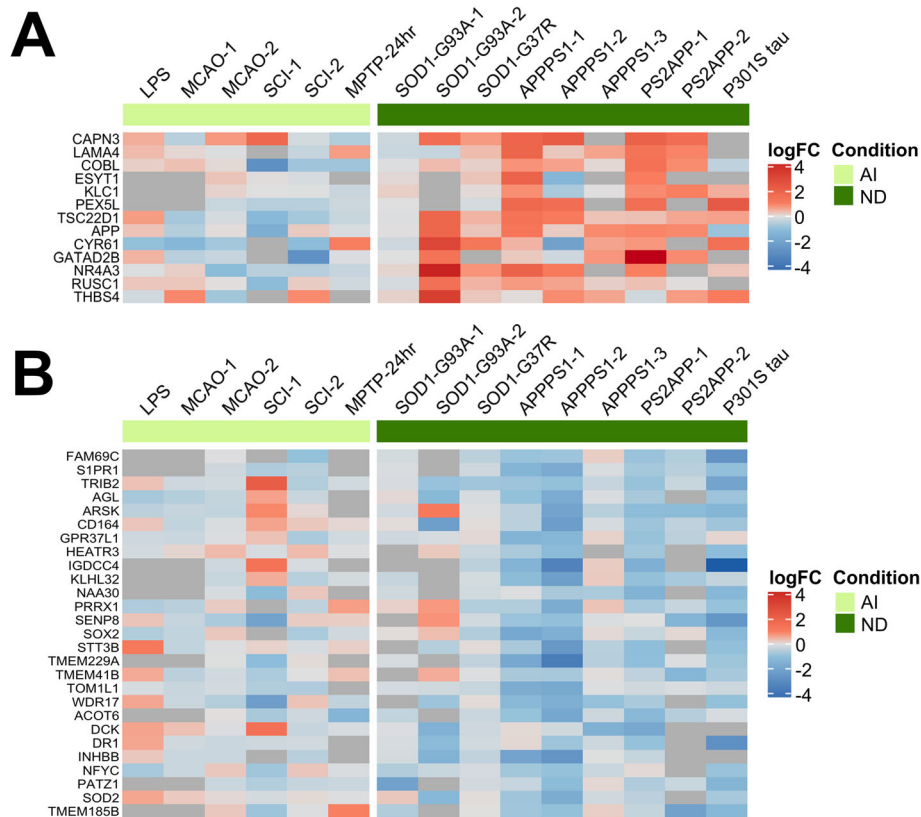 A
LPS
MCAO-1
MCAO-2
SCI-1
SCI-2
MPTP-24hr
SOD1-G93A-1
SOD1-G93A-2
SOD1-G37R
APPPS1-1
APPPS1-2
APPPS1-3
PS2APP-1
PS2APP-2
P301S tau
CAPN3
LAMA4
COBL
ESYT1
KLC1
PEX5L
TSC22D1
APP
CYR61
GATAD2B
NR4A3
RUSC1
THBS4
logFC Condition
4 AI
2 ND
0
-2
-4
B
LPS
MCAO-1
MCAO-2
SCI-1
SCI-2
MPTP-24hr
SOD1-G93A-1
SOD1-G93A-2
SOD1-G37R
APPPS1-1
APPPS1-2
APPPS1-3
PS2APP-1
PS2APP-2
P301S tau
FAM69C
S1PR1
TRIB2
AGL
ARSK
CD164
GPR37L1
HEATR3
IGDCC4
KLHL32
NAA30
PRRX1
SENP8
SOX2
STT3B
TMEM229A
TMEM41B
TOM1L1
WDR17
ACOT6
DCK
DR1
INHBB
NFYC
PATZ1
SOD2
TMEM185B
logFC Condition
4 AI
2 ND
0
-2
-4